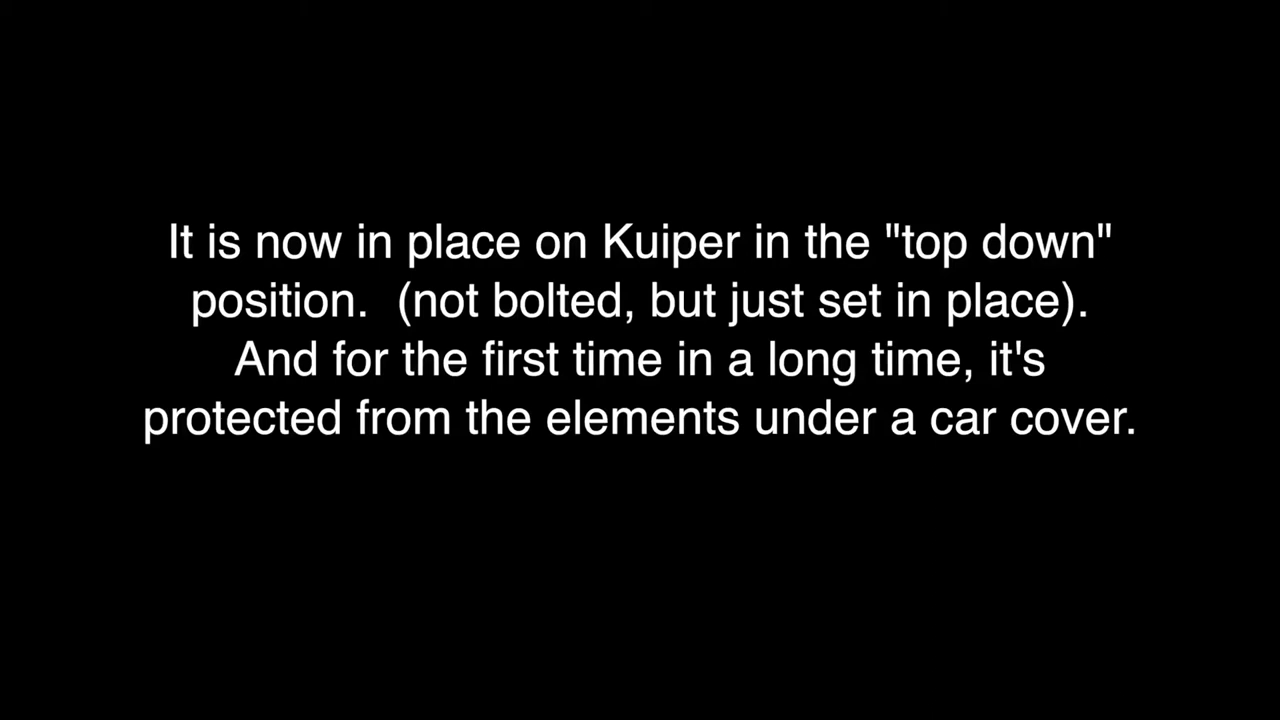 It is now in place on Kuiper in the "top down"
position.  (not bolted, but just set in place).
And for the first time in a long time, it's
protected from the elements under a car cover.